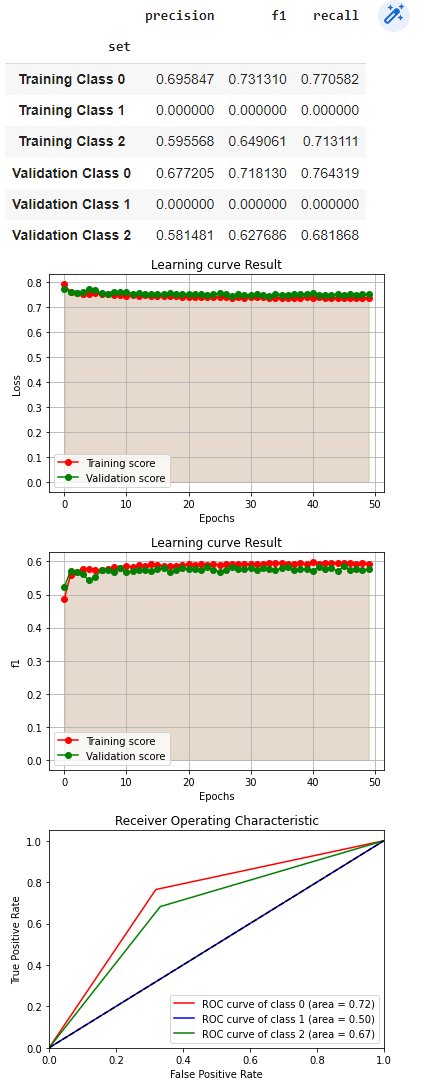 precision f1 recall
set
Training Class 0 0.695847 0.731310 0.770582
Training Class 1 0.000000 0.000000 0.000000
Training Class 2 0.595568 0.649061 0.713111
Validation Class 0 0.677205 0.718130 0.764319
Validation Class 1 0.000000 0.000000 0.000000
Validation Class 2 0.581481 0.627686 0.681868
Learning curve Result
0.8
0.7
0.6
0.5
0.4
0.3
0.2
0.1
0.0
Loss
Training score
Validation score
0 10 20 30 40 50
Epochs
Learning curve Result
0.6
0.5
0.4
0.3
0.2
0.1
0.0
f1
Training score
Validation score
0 10 20 30 40 50
Epochs
Receiver Operating Characteristic
1.0
0.8
0.6
0.4
0.2
0.0
True Positive Rate
ROC curve of class 0 (area = 0.72)
ROC curve of class 1 (area = 0.50)
ROC curve of class 2 (area = 0.67)
0.0 0.2 0.4 0.6 0.8 1.0
False Positive Rate